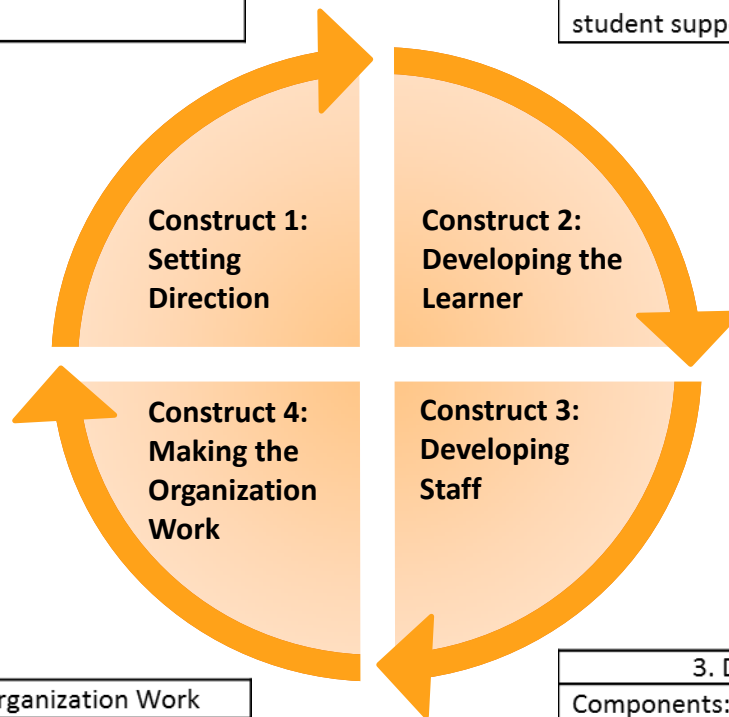 student supp
Construct 1:
Setting
Direction
Construct 2:
Developing the
Learner
Construct 4:
Making the
Organization
Work
Construct 3:
Developing
Staff
rganization Work
3. D
Components: